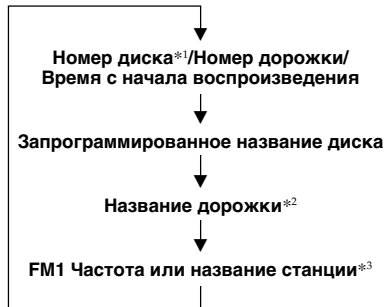 Номер диска*1/Номер дорожки/
Время с начала воспроизведения
Запрограммированное название диска
Название дорожки*2
FM1 Частота или название станции*3